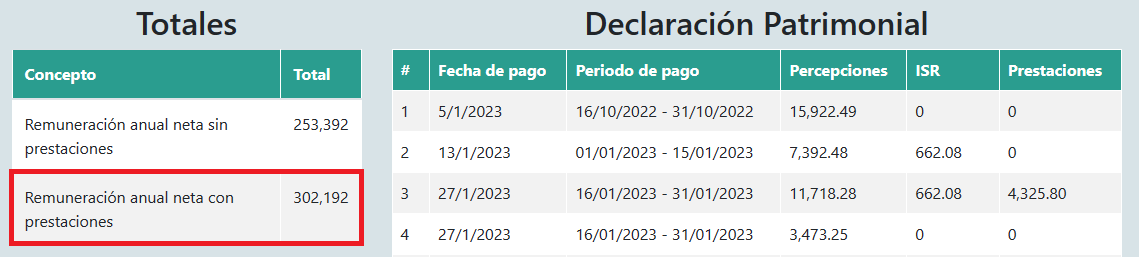 Totales
Concepto Total
Remuneración anual neta sin 253,392
prestaciones
Remuneración anual neta con 302,192
prestaciones
Declaración Patrimonial
# Fecha de pago Periodo de pago Percepciones ISR Prestaciones
1 5/1/2023 16/10/2022 - 31/10/2022 15,922.49 0 0
2 13/1/2023 01/01/2023 - 15/01/2023 7,392.48 662.08 0
3 27/1/2023 16/01/2023 - 31/01/2023 11,718.28 662.08 4,325.80
4 27/1/2023 16/01/2023 - 31/01/2023 3,473.25 0 0